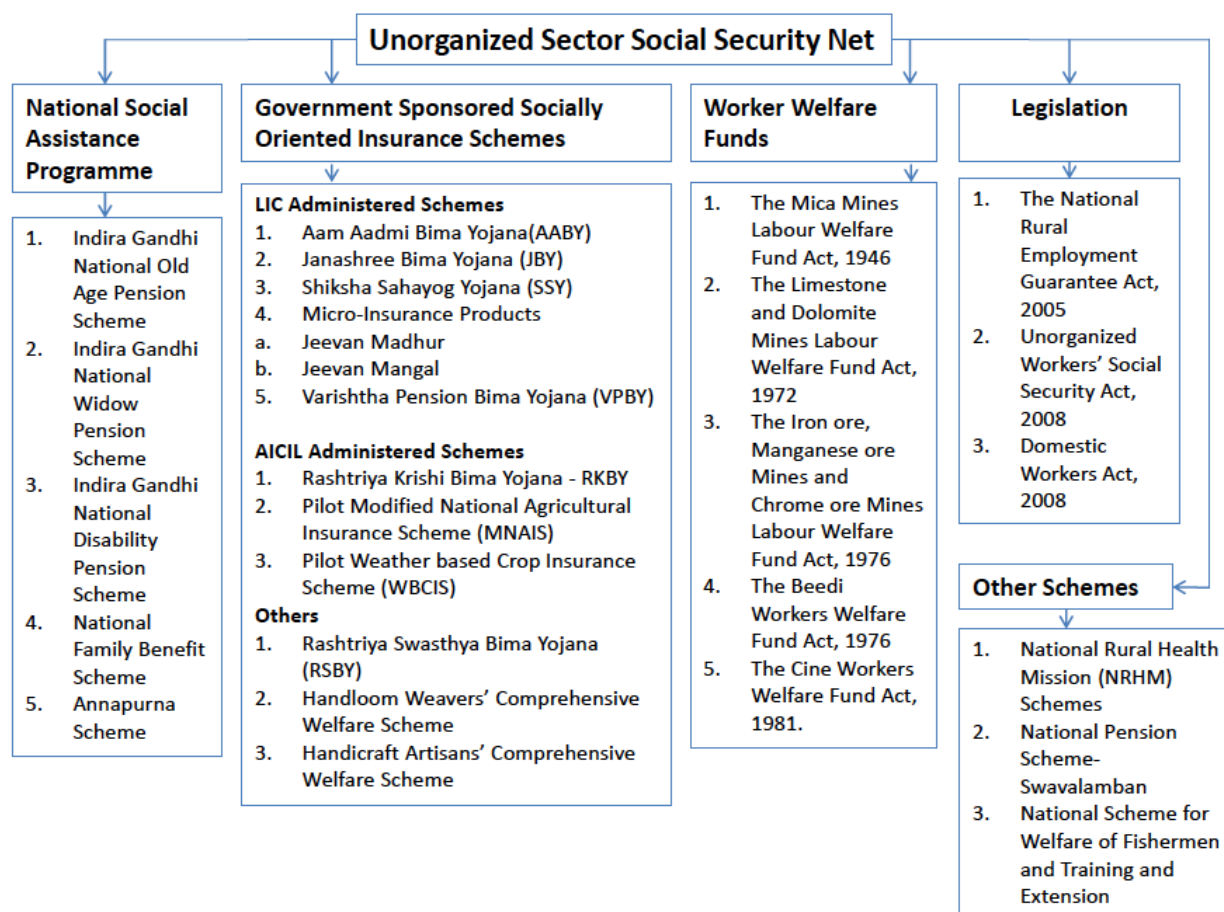 Unorganized Sector Social Security Net
National Social
Assistance
Programme
1. Indira Gandhi
National Old
Age Pension
Scheme
2. Indira Gandhi
National
Widow
Pension
Scheme
3. Indira Gandhi
National
Disability
Pension
Scheme
4. National
Family Benefit
Scheme
5. Annapurna
Scheme
Government Sponsored Socially
Oriented Insurance Schemes
LIC Administered Schemes
1. Aam Aadmi Bima Yojana(AABY)
2. Janashree Bima Yojana (JBY)
3. Shiksha Sahayog Yojana (SSY)
4. Micro-Insurance Products
a. Jeevan Madhur
b. Jeevan Mangal
5. Varishtha Pension Bima Yojana (VPBY)
AICIL Administered Schemes
1. Rashtriya Krishi Bima Yojana - RKBY
2. Pilot Modified National Agricultural
Insurance Scheme (MNAIS)
3. Pilot Weather based Crop Insurance
Scheme (WBCIS)
Others
1. Rashtriya Swasthya Bima Yojana
(RSBY)
2. Handloom Weavers’ Comprehensive
Welfare Scheme
3. Handicraft Artisans’ Comprehensive
Welfare Scheme
Worker Welfare
Funds
1. The Mica Mines
Labour Welfare
Fund Act, 1946
2. The Limestone
and Dolomite
Mines Labour
Welfare Fund Act,
1972
3. The Iron ore,
Manganese ore
Mines and
Chrome ore Mines
Labour Welfare
Fund Act, 1976
4. The Beedi
Workers Welfare
Fund Act, 1976
5. The Cine Workers
Welfare Fund Act,
1981.
Legislation
1. The National
Rural
Employment
Guarantee Act,
2005
2. Unorganized
Workers’ Social
Security Act,
2008
3. Domestic
Workers Act,
2008
Other Schemes
1. National Rural Health
Mission (NRHM)
Schemes
2. National Pension
Scheme-
Swavalamban
3. National Scheme for
Welfare of Fishermen
and Training and
Extension